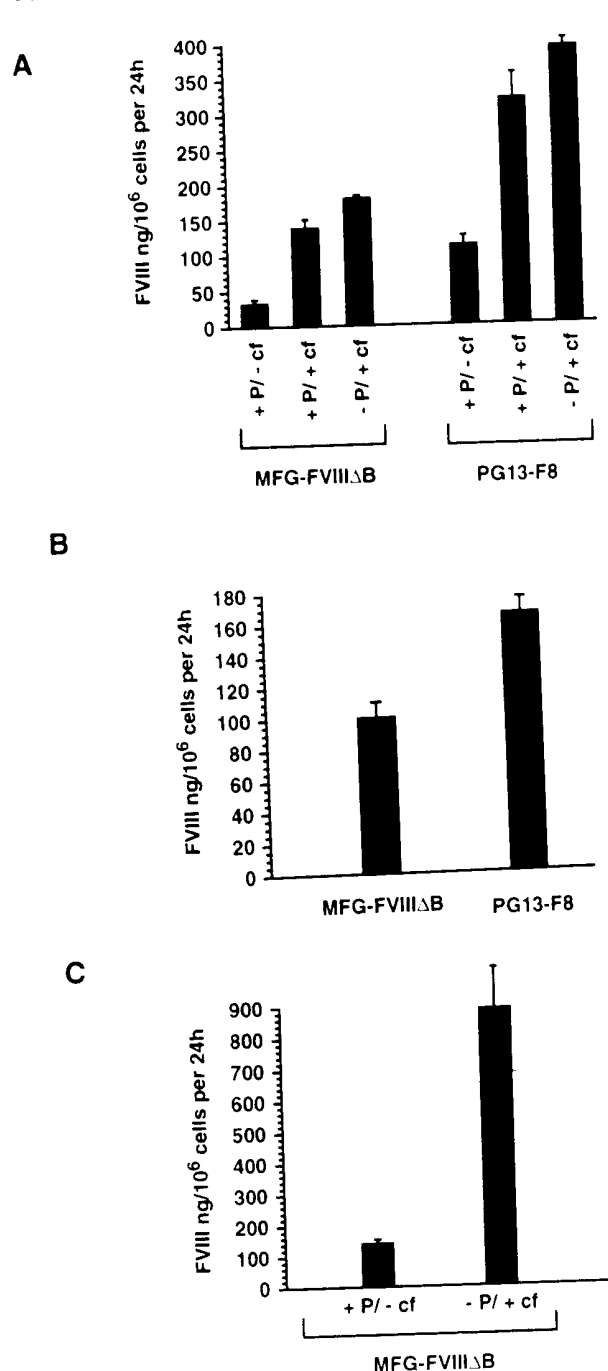 A
FVIII ng/10⁶ cells per 24h
400
350
300
250
200
150
100
50
0
+ P/ - cf
+ P/ + cf
- P/ + cf
+ P/ - cf
+ P/ + cf
- P/ + cf
MFG-FVIII△B
PG13-F8
B
FVIII ng/10⁶ cells per 24h
180
160
140
120
100
80
60
40
20
0
MFG-FVIII△B
PG13-F8
C
FVIII ng/10⁶ cells per 24h
900
800
700
600
500
400
300
200
100
0
+ P/ - cf
- P/ + cf
MFG-FVIII△B